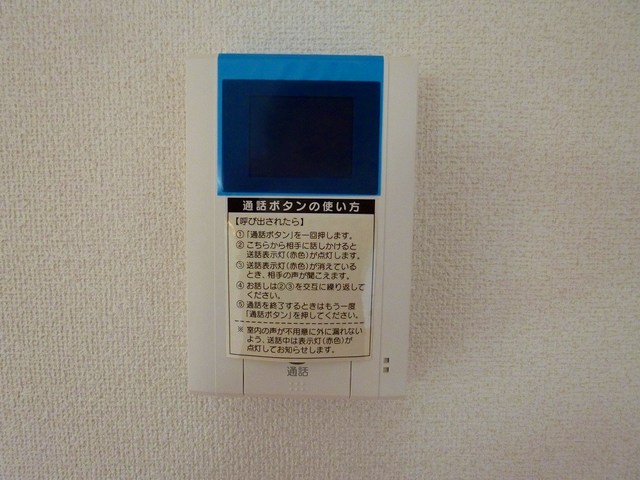 通話ボタンの使い方
【呼び出されたら】
①「通話ボタン」を一回押します。
②こちらから相手に話しかけると
送話表示灯(赤色)が点灯します。
③送話表示灯(赤色)が消えている
とき、相手の声が聞こえます。
④お話しは②③を交互に繰り返して
ください。
⑤通話を終了するときはもう一度
「通話ボタン」を押してください。
※室内の声が不用意に外に漏れない
よう、送話中は表示灯(赤色)が
点灯してお知らせします。
通話